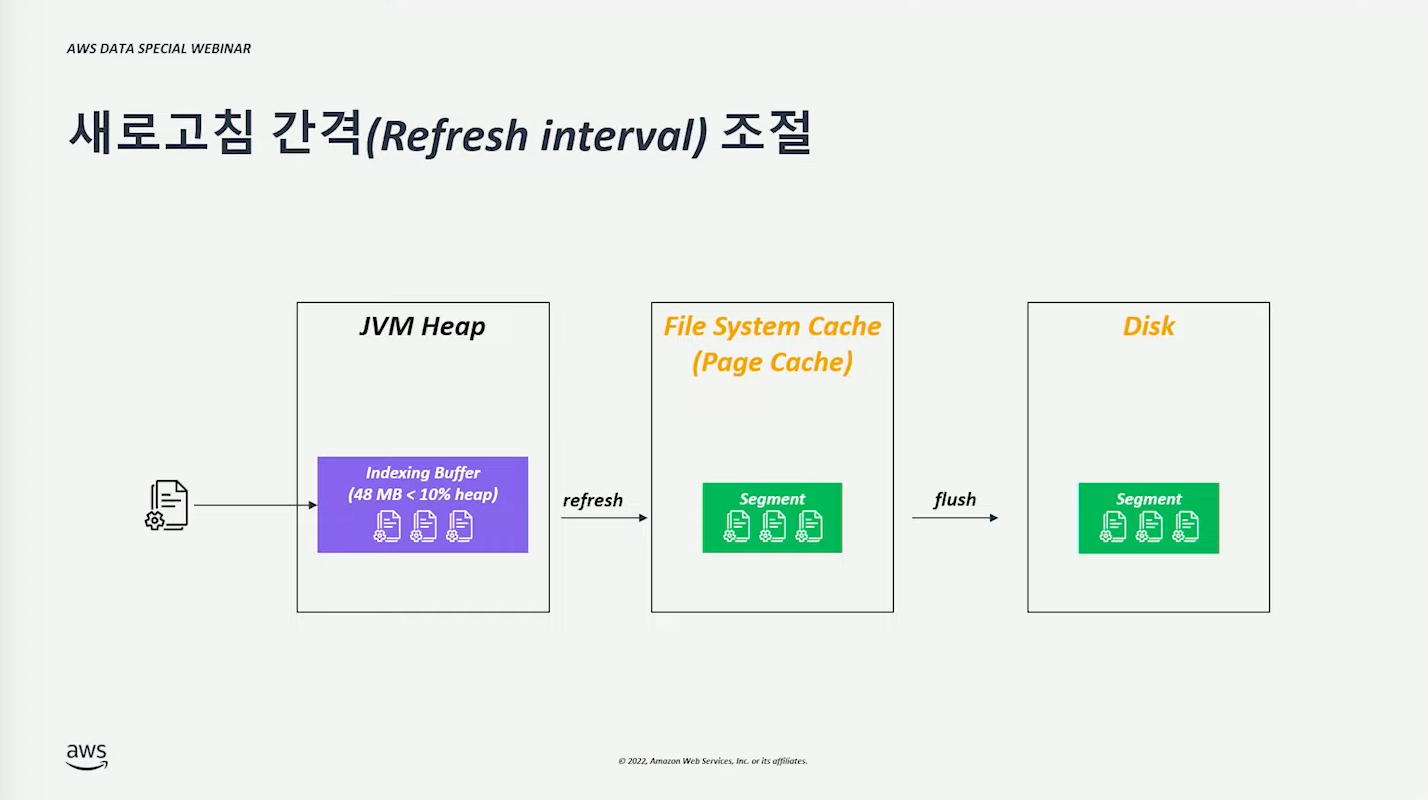 AWS DATA SPECIAL WEBINAR
새로고침 간격(Refresh interval) 조절
JVM Heap
Indexing Buffer
(48 MB < 10% heap)
refresh
File System Cache
(Page Cache)
Segment
flush
Disk
Segment
aws
© 2022, Amazon Web Services, Inc. or its affiliates.